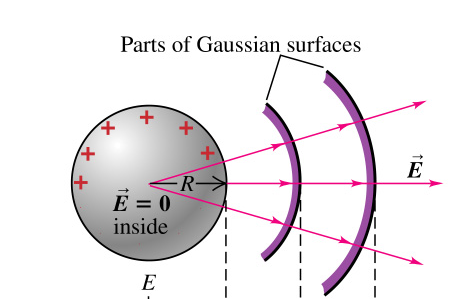 Parts of Gaussian surfaces
+ + + + + +
R
E⃗
E⃗ = 0
inside
E